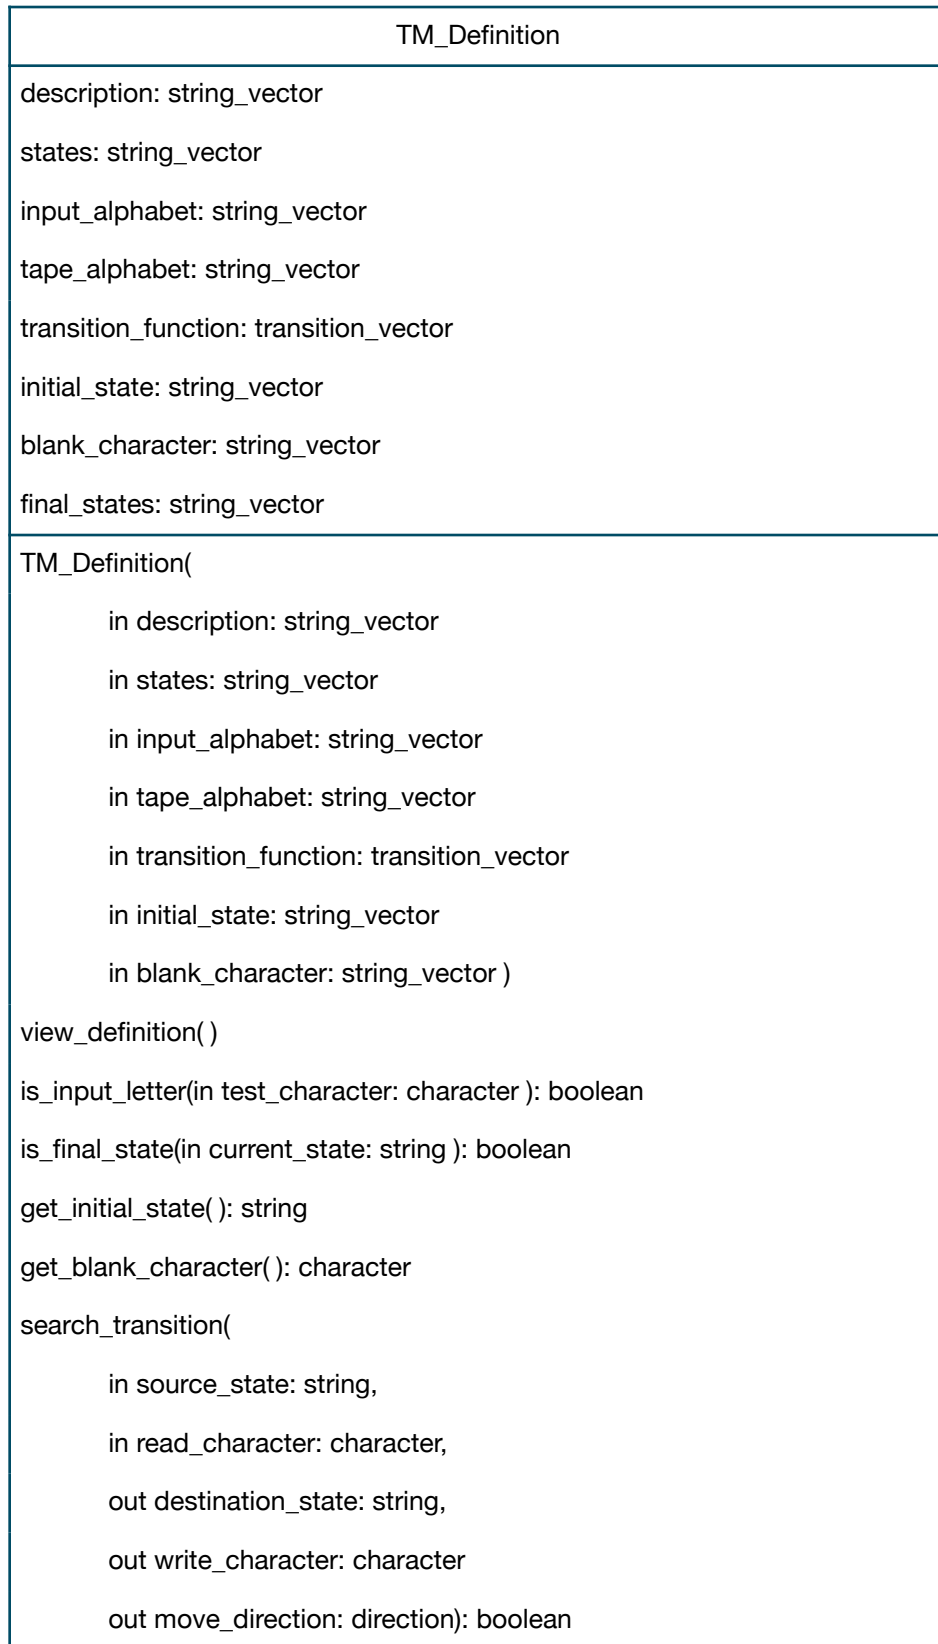 TM_Definition
description: string_vector
states: string_vector
input_alphabet: string_vector
tape_alphabet: string_vector
transition_function: transition_vector
initial_state: string_vector
blank_character: string_vector
final_states: string_vector
TM_Definition(
in description: string_vector
in states: string_vector
in input_alphabet: string_vector
in tape_alphabet: string_vector
in transition_function: transition_vector
in initial_state: string_vector
in blank_character: string_vector )
view_definition( )
is_input_letter(in test_character: character ): boolean
is_final_state(in current_state: string ): boolean
get_initial_state( ): string
get_blank_character( ): character
search_transition(
in source_state: string,
in read_character: character,
out destination_state: string,
out write_character: character
out move_direction: direction): boolean